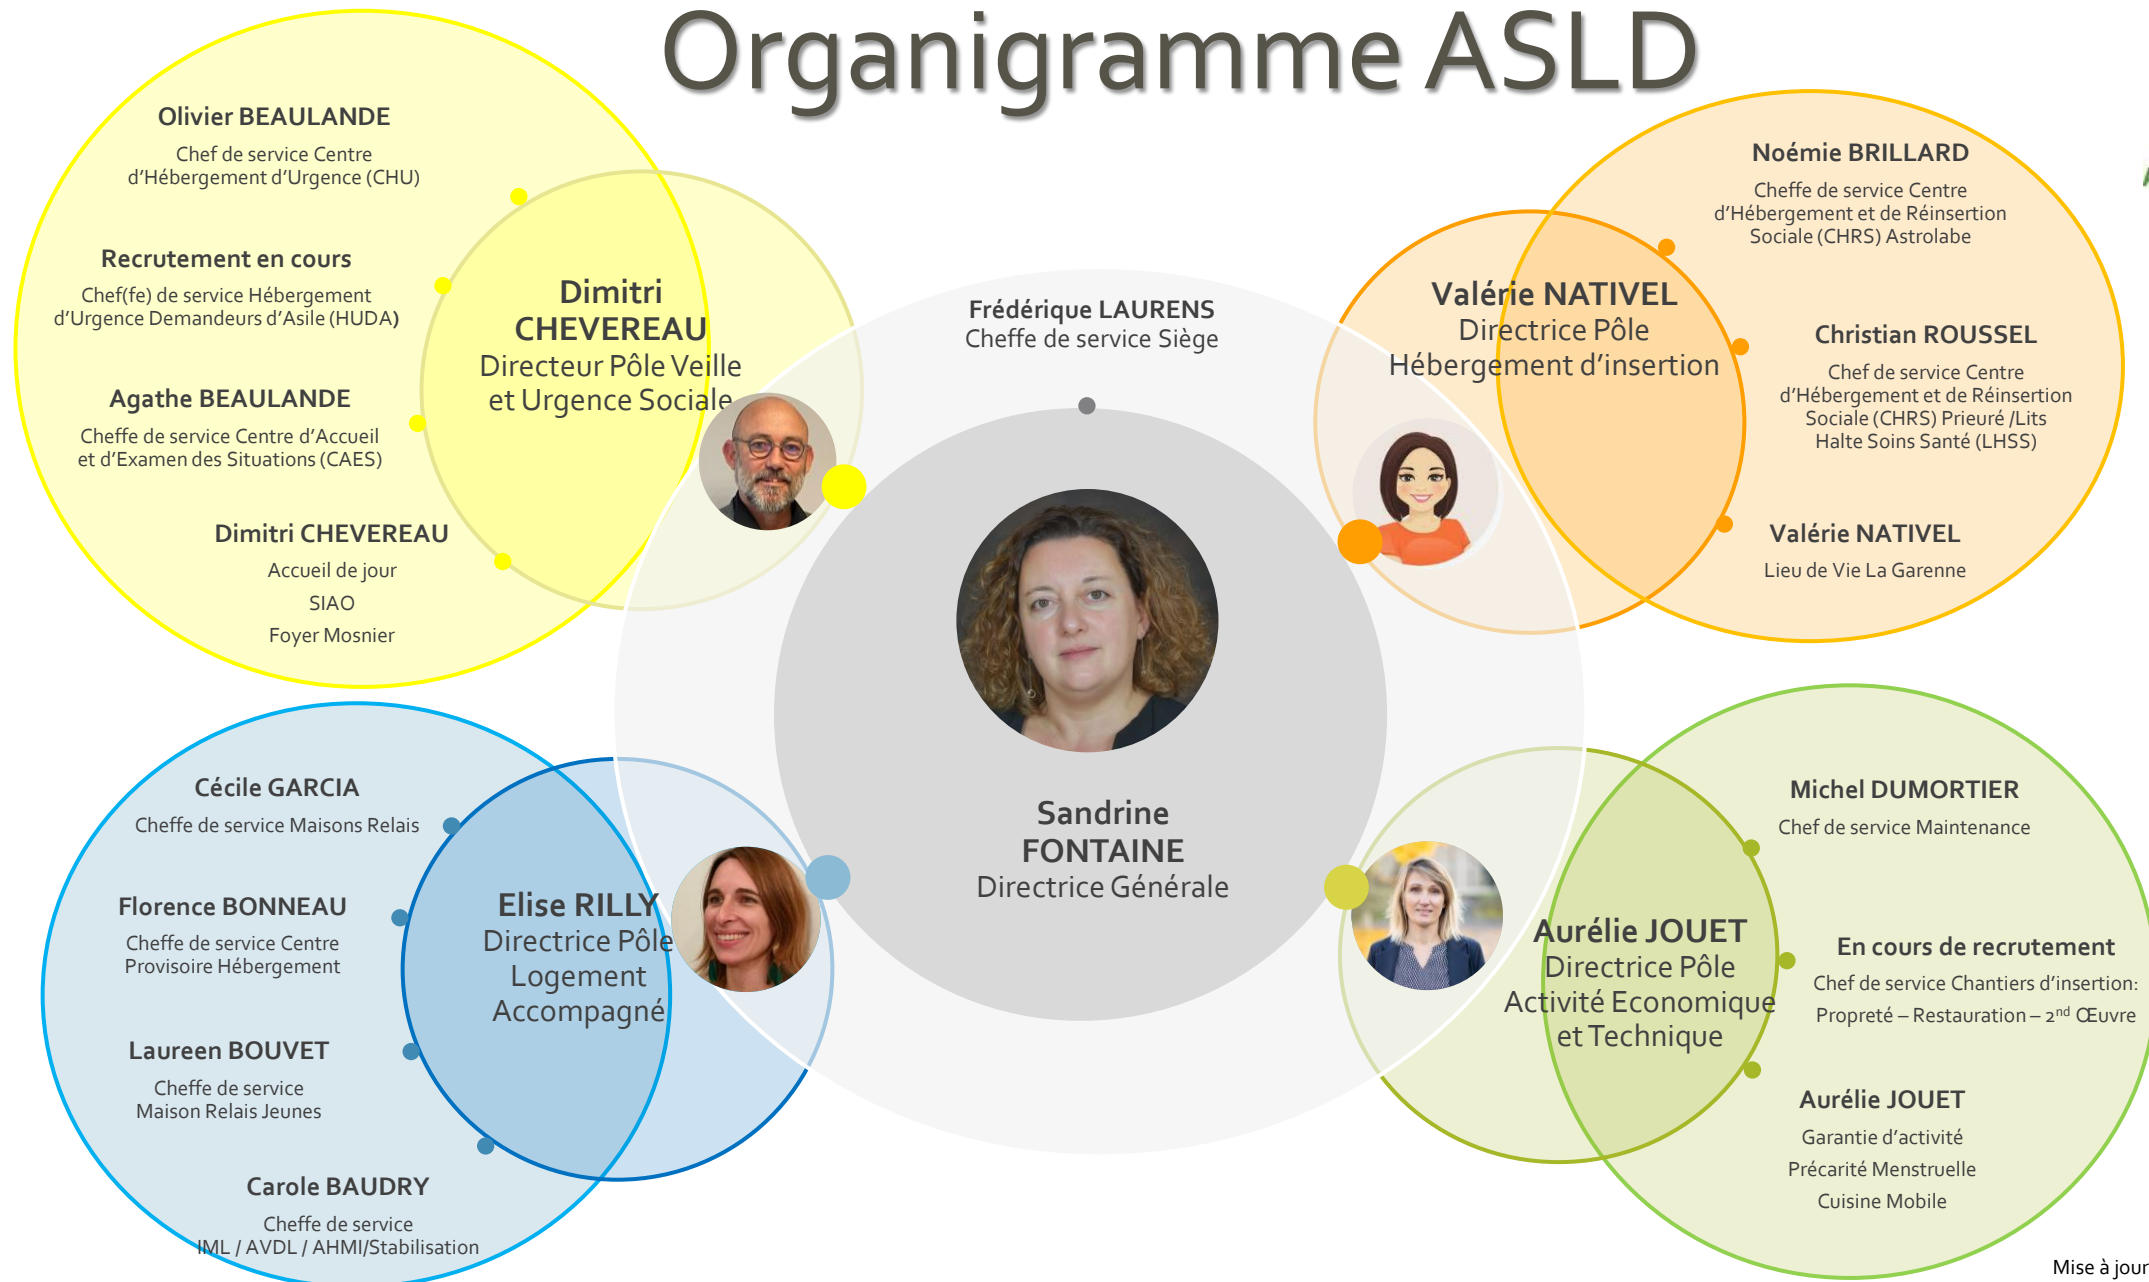 Organigramme ASLD
Olivier BEAULANDE
Chef de service Centre
d’Hébergement d’Urgence (CHU)
Recrutement en cours
Chef(fe) de service Hébergement
d’Urgence Demandeurs d’Asile (HUDA)
Agathe BEAULANDE
Cheffe de service Centre d’Accueil
et d’Examen des Situations (CAES)
Dimitri CHEVEREAU
Accueil de jour
SIAO
Foyer Mosnier
Dimitri
CHEVEREAU
Directeur Pôle Veille
et Urgence Sociale
Frédérique LAURENS
Cheffe de service Siège
Sandrine
FONTAINE
Directrice Générale
Valérie NATIVEL
Directrice Pôle
Hébergement d’insertion
Noémie BRILLARD
Cheffe de service Centre
d’Hébergement et de Réinsertion
Sociale (CHRS) Astrolabe
Christian ROUSSEL
Chef de service Centre
d’Hébergement et de Réinsertion
Sociale (CHRS) Prieuré /Lits
Halte Soins Santé (LHSS)
Valérie NATIVEL
Lieu de Vie La Garenne
Cécile GARCIA
Cheffe de service Maisons Relais
Florence BONNEAU
Cheffe de service Centre
Provisoire Hébergement
Laureen BOUVET
Cheffe de service
Maison Relais Jeunes
Carole BAUDRY
Cheffe de service
IML / AVDL / AHMI/Stabilisation
Elise RILLY
Directrice Pôle
Logement
Accompagné
Aurélie JOUET
Directrice Pôle
Activité Economique
et Technique
Michel DUMORTIER
Chef de service Maintenance
En cours de recrutement
Chef de service Chantiers d’insertion:
Propreté – Restauration – 2nd Œuvre
Aurélie JOUET
Garantie d’activité
Précarité Menstruelle
Cuisine Mobile
Mise à jour